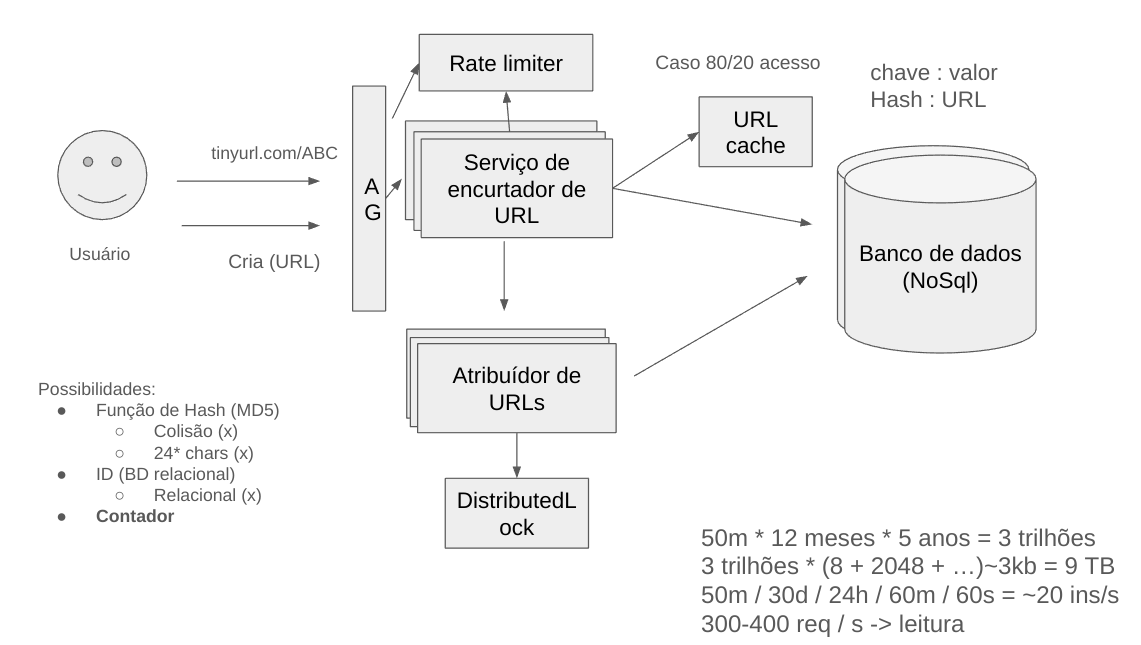 Rate limiter
Caso 80/20 acesso
chave : valor
Hash : URL
URL
cache
tinyurl.com/ABC
A
G
Serviço de
encurtador de
URL
Usuário
Cria (URL)
Banco de dados
(NoSql)
Atribuídor de
URLs
Possibilidades:
● Função de Hash (MD5)
○ Colisão (x)
○ 24* chars (x)
● ID (BD relacional)
○ Relacional (x)
● Contador
DistributedL
ock
50m * 12 meses * 5 anos = 3 trilhões
3 trilhões * (8 + 2048 + …)~3kb = 9 TB
50m / 30d / 24h / 60m / 60s = ~20 ins/s
300-400 req / s -> leitura